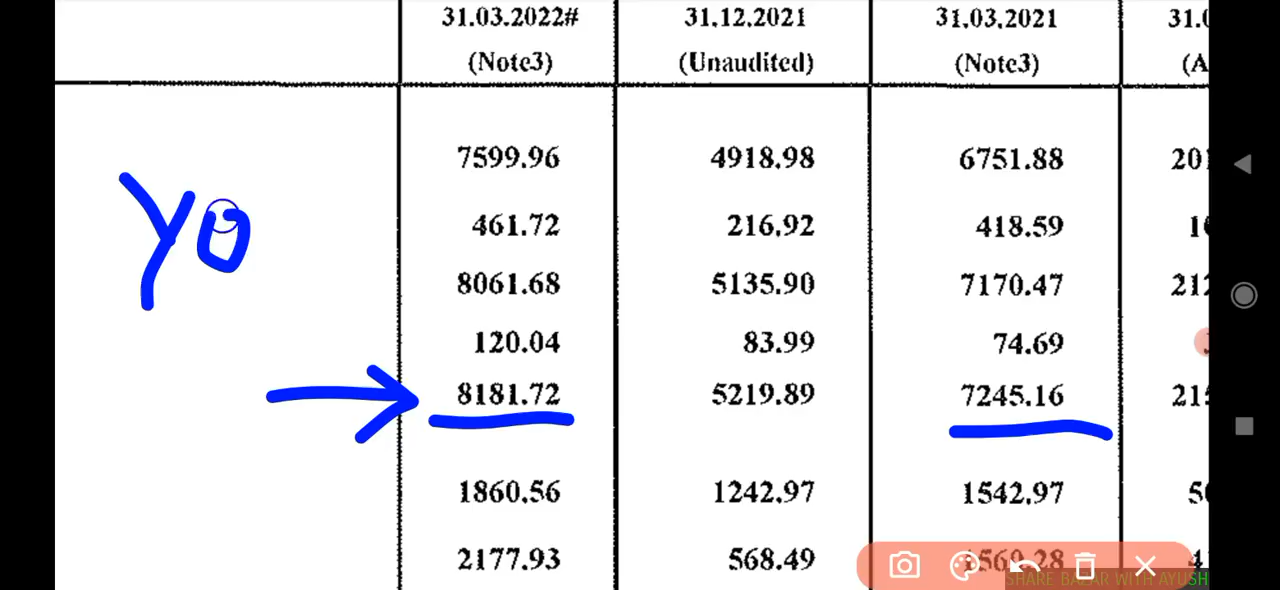 31.03.2022# 31.12.2021 31.03.2021
(Note3) (Unaudited) (Note3)
7599.96 4918.98 6751.88
YO
461.72 216.92 418.59
8061.68 5135.90 7170.47
120.04 83.99 74.69
8181.72 5219.89 7245.16
1860.56 1242.97 1542.97
2177.93 568.49
SHARE BAZAR WITH AYUSH